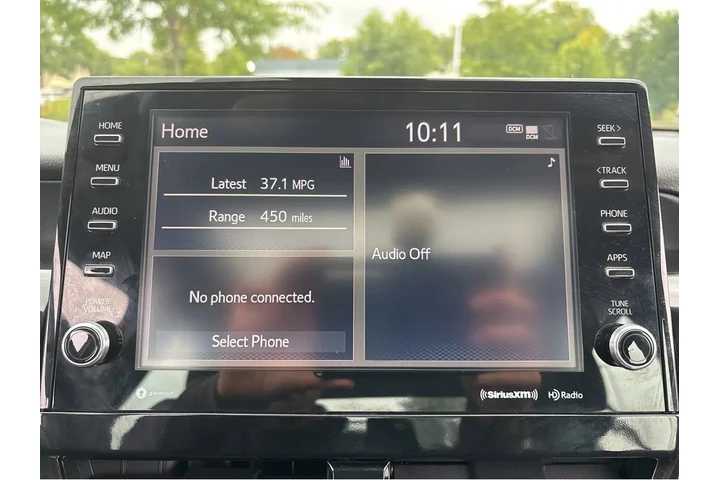 HOME
MENU
AUDIO
MAP
POWER
VOLUME
Home
10:11
DCM
DCM
Latest 37.1 MPG
Range 450 miles
No phone connected.
Select Phone
Audio Off
SEEK >
< TRACK
PHONE
APPS
TUNE
SCROLL
((SiriusXM))
HD Radio